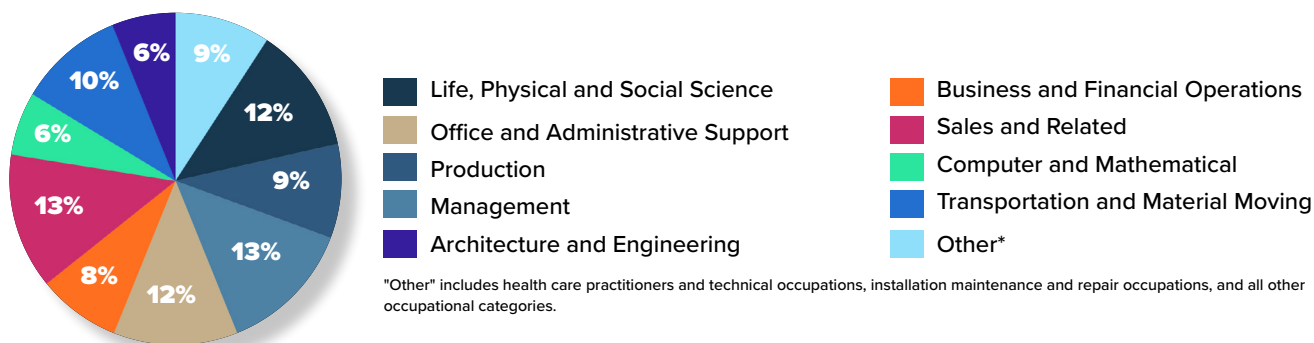 6%
9%
10%
12%
6%
9%
13%
13%
8%
12%
Life, Physical and Social Science
Office and Administrative Support
Production
Management
Architecture and Engineering
Business and Financial Operations
Sales and Related
Computer and Mathematical
Transportation and Material Moving
Other*
"Other" includes health care practitioners and technical occupations, installation maintenance and repair occupations, and all other
occupational categories.